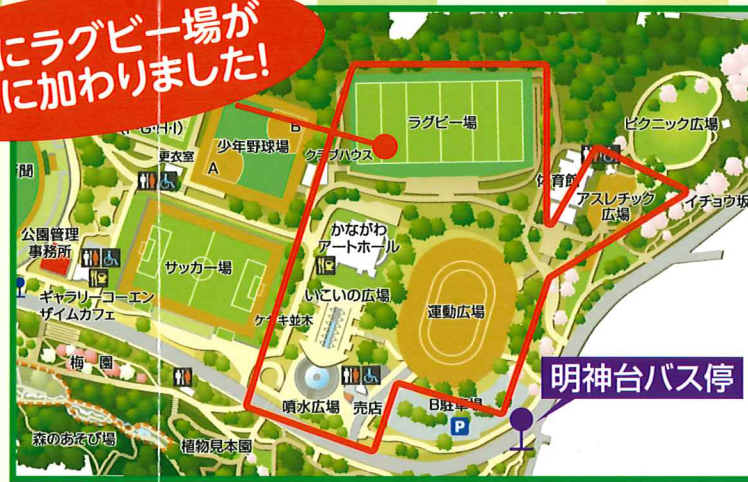 にラグビー場が
に加わりました!
ラグビー場
ピクニック広場
B
少年野球場
A
更衣室
クラブハウス
体育館
アスレチック
広場
イチョウ坂
公園管理
事務所
かながわ
アートホール
サッカー場
いこいの広場
運動広場
ギャラリーコーエン
ザイムカフェ
ケヤキ並木
明神台バス停
梅園
噴水広場
売店
B駐車場
P
森のあそび場
植物見本園